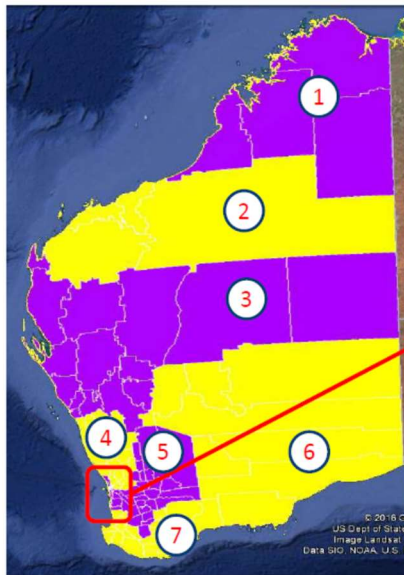 1
2
3
4
5
6
7
© 2016 G
US Dept of State
Image Landsat
Data SIO, NOAA, U.S.